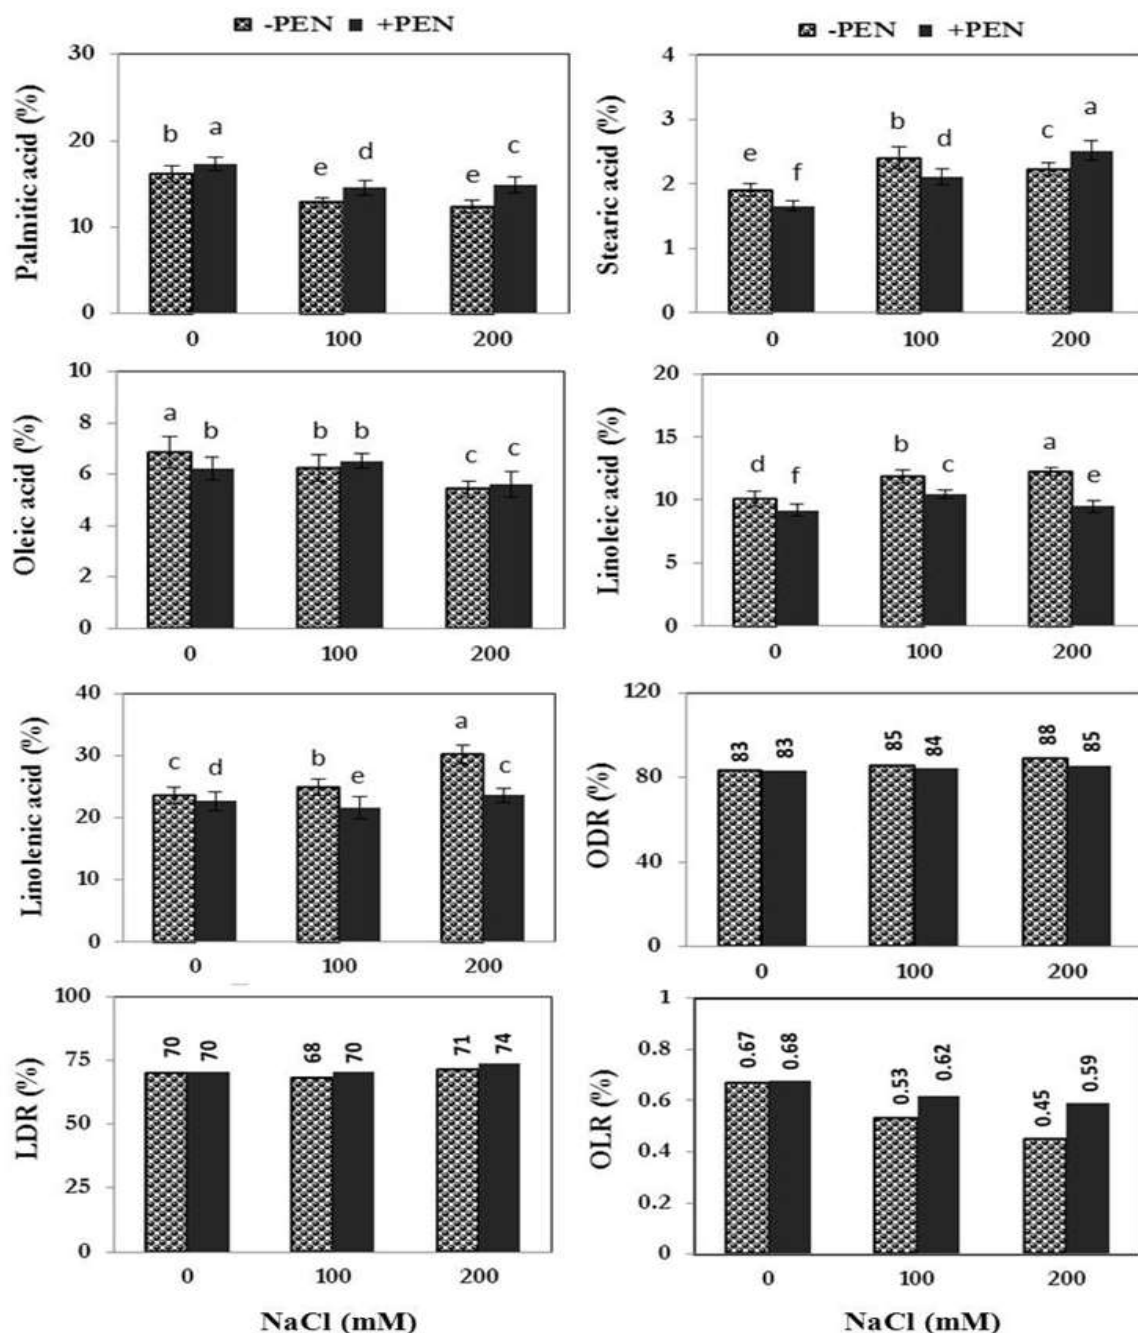 -PEN +PEN
Palmitic acid (%)
30
20
10
0
b a e d e c
0 100 200
-PEN +PEN
Stearic acid (%)
4
3
2
1
0
e f b d c a
0 100 200
Oleic acid (%)
10
8
6
4
2
0
a b b b c c
0 100 200
Linoleic acid (%)
20
15
10
5
0
d f b c a e
0 100 200
Linolenic acid (%)
40
30
20
10
0
c d b e a c
0 100 200
ODR (%)
120
80
40
0
83 83 85 84 88 85
0 100 200
LDR (%)
100
75
50
25
0
70 70 68 70 71 74
0 100 200
NaCl (mM)
OLR (%)
1
0.8
0.6
0.4
0.2
0
0.67 0.68 0.53 0.62 0.45 0.59
0 100 200
NaCl (mM)